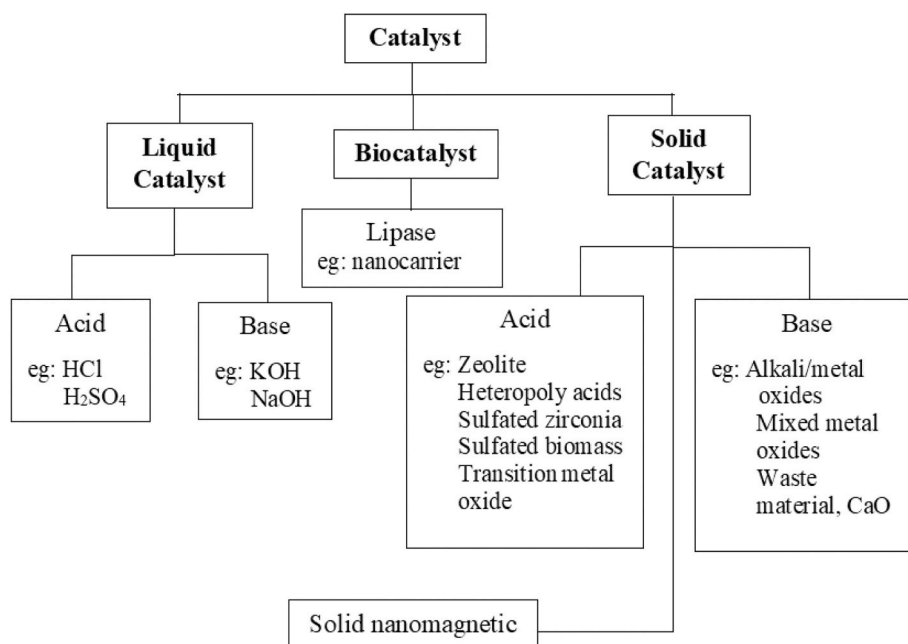 Catalyst
Liquid
Catalyst
Biocatalyst
Solid
Catalyst
Lipase
eg: nanocarrier
Acid
eg: HCl
H₂SO₄
Base
eg: KOH
NaOH
Acid
eg: Zeolite
Heteropoly acids
Sulfated zirconia
Sulfated biomass
Transition metal
oxide
Base
eg: Alkali/metal
oxides
Mixed metal
oxides
Waste
material, CaO
Solid nanomagnetic